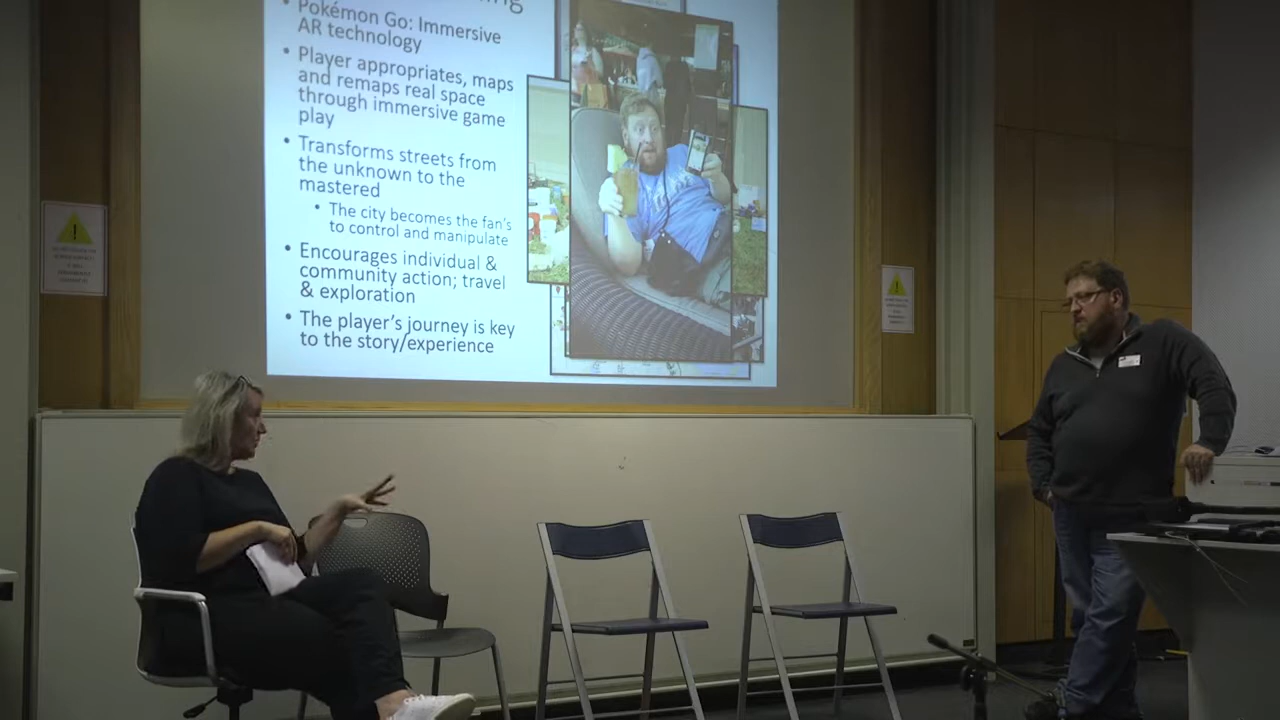 • Pokémon Go: Immersive
AR technology
• Player appropriates, maps
and remaps real space
through immersive game
play
• Transforms streets from
the unknown to the
mastered
• The city becomes the fan's
to control and manipulate
• Encourages individual &
community action; travel
& exploration
• The player's journey is key
to the story/experience